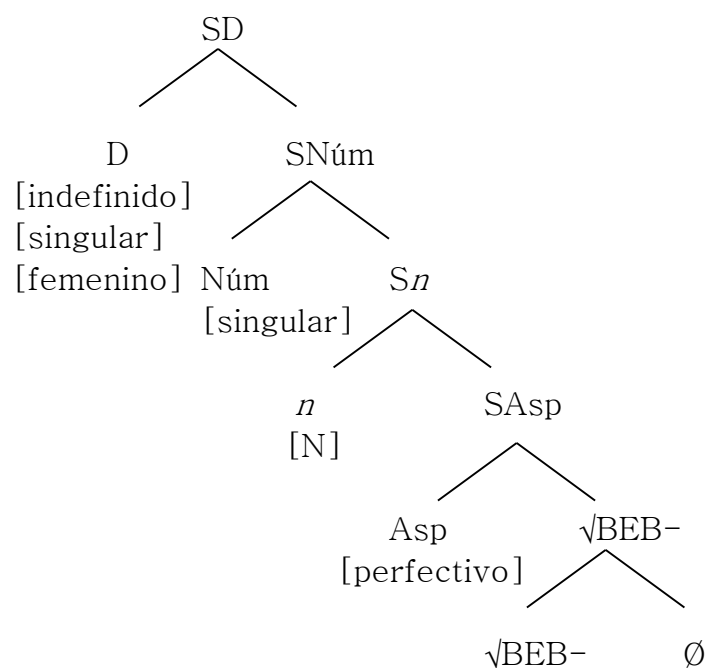 SD
D SNúm
[indefinido]
[singular]
[femenino] Núm Sn
[singular]
n SAsp
[N]
Asp √BEB-
[perfectivo]
√BEB- Ø